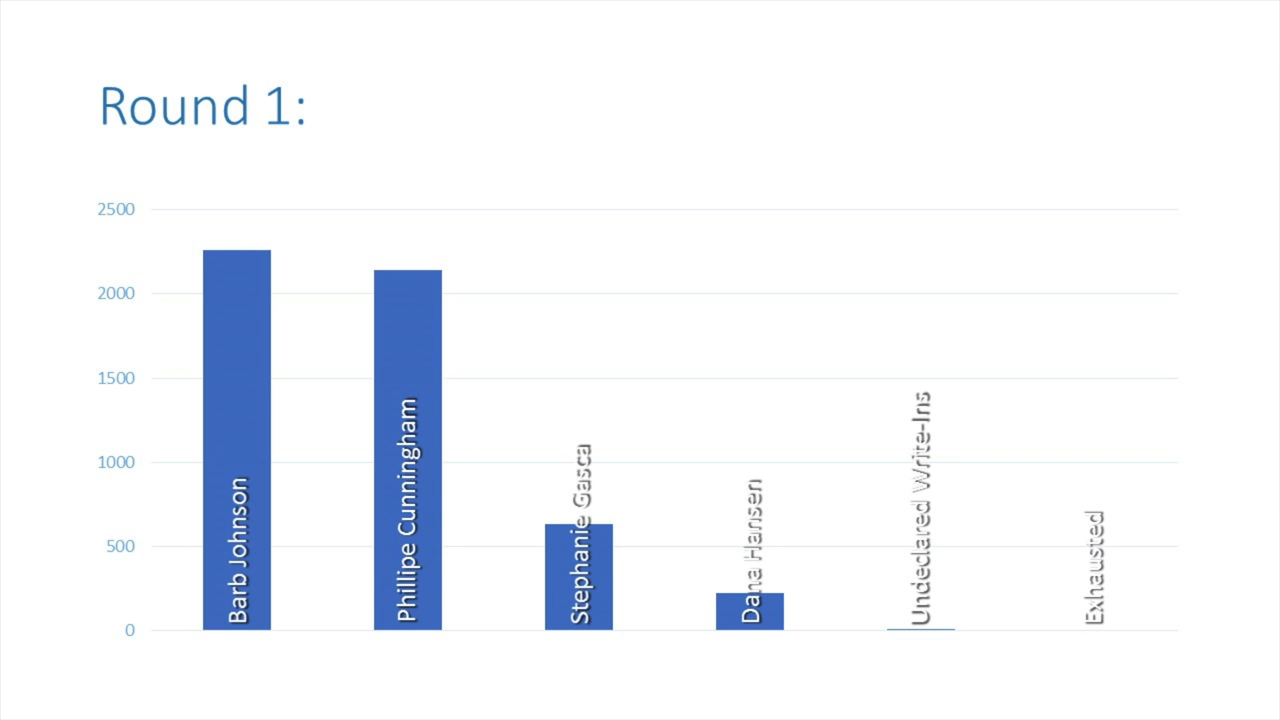 Round 1:
2500
2000
1500
1000
500
0
Barb Johnson
Phillipe Cunningham
Stephanie Gasca
Dana Hansen
Undeclared Write-Ins
Exhausted